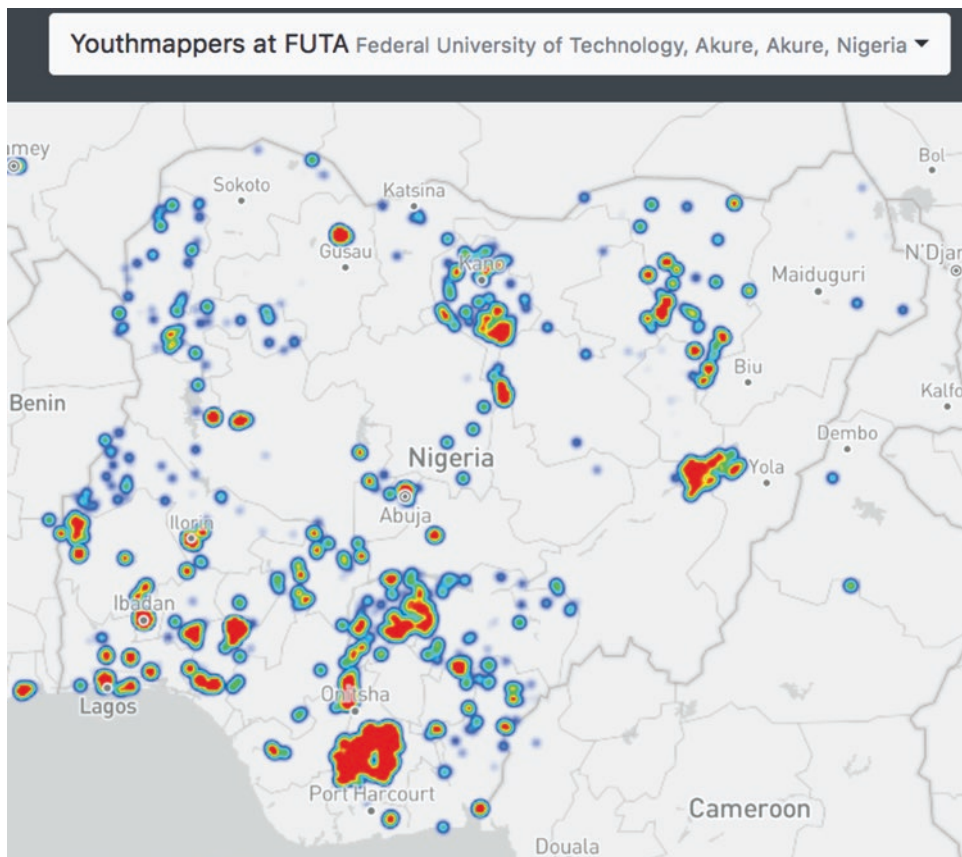 Youthmappers at FUTA Federal University of Technology, Akure, Akure, Nigeria
amey
Bol
Sokoto
Katsina
N'Djar
Gusau
Kano
Maiduguri
Benin
Biu
Kalfo
Dembo
Nigeria
Yola
Abuja
Ilorin
Ibadan
Lagos
Onitsha
Port Harcourt
Cameroon
Douala